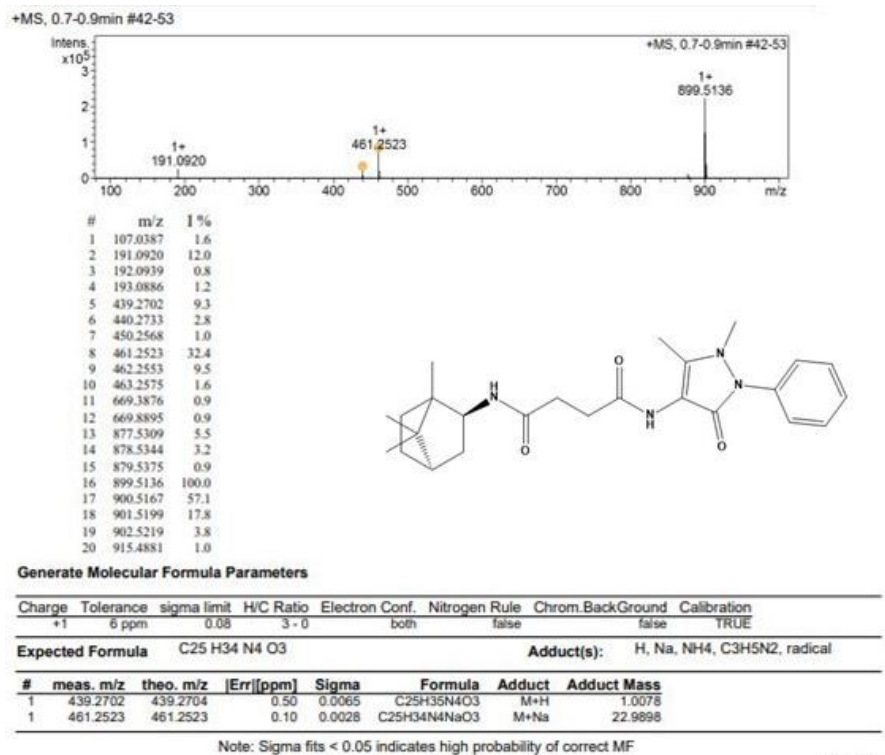 +MS, 0.7-0.9min #42-53
Intens.
x10⁵
+MS, 0.7-0.9min #42-53
3
2
1
0
1+
899.5136
1+
461.2523
1+
191.0920
100 200 300 400 500 600 700 800 900 m/z
# m/z I %
1 107.0387 1.6
2 191.0920 12.0
3 192.0939 0.8
4 193.0886 1.2
5 439.2702 9.3
6 440.2733 2.8
7 450.2568 1.0
8 461.2523 32.4
9 462.2553 9.5
10 463.2575 1.6
11 669.3876 0.9
12 669.8895 0.9
13 877.5309 5.5
14 878.5344 3.2
15 879.5375 0.9
16 899.5136 100.0
17 900.5167 57.1
18 901.5199 17.8
19 902.5219 3.8
20 915.4881 1.0
H
N
O
O
N
H
N
N
O
Generate Molecular Formula Parameters
Charge Tolerance sigma limit H/C Ratio Electron Conf. Nitrogen Rule Chrom.BackGround Calibration
+1 6 ppm 0.08 3 - 0 both false false TRUE
Expected Formula C25 H34 N4 O3 Adduct(s): H, Na, NH4, C3H5N2, radical
# meas. m/z theo. m/z |Err|[ppm] Sigma Formula Adduct Adduct Mass
1 439.2702 439.2704 0.50 0.0065 C25H35N4O3 M+H 1.0078
1 461.2523 461.2523 0.10 0.0028 C25H34N4NaO3 M+Na 22.9898
Note: Sigma fits < 0.05 indicates high probability of correct MF